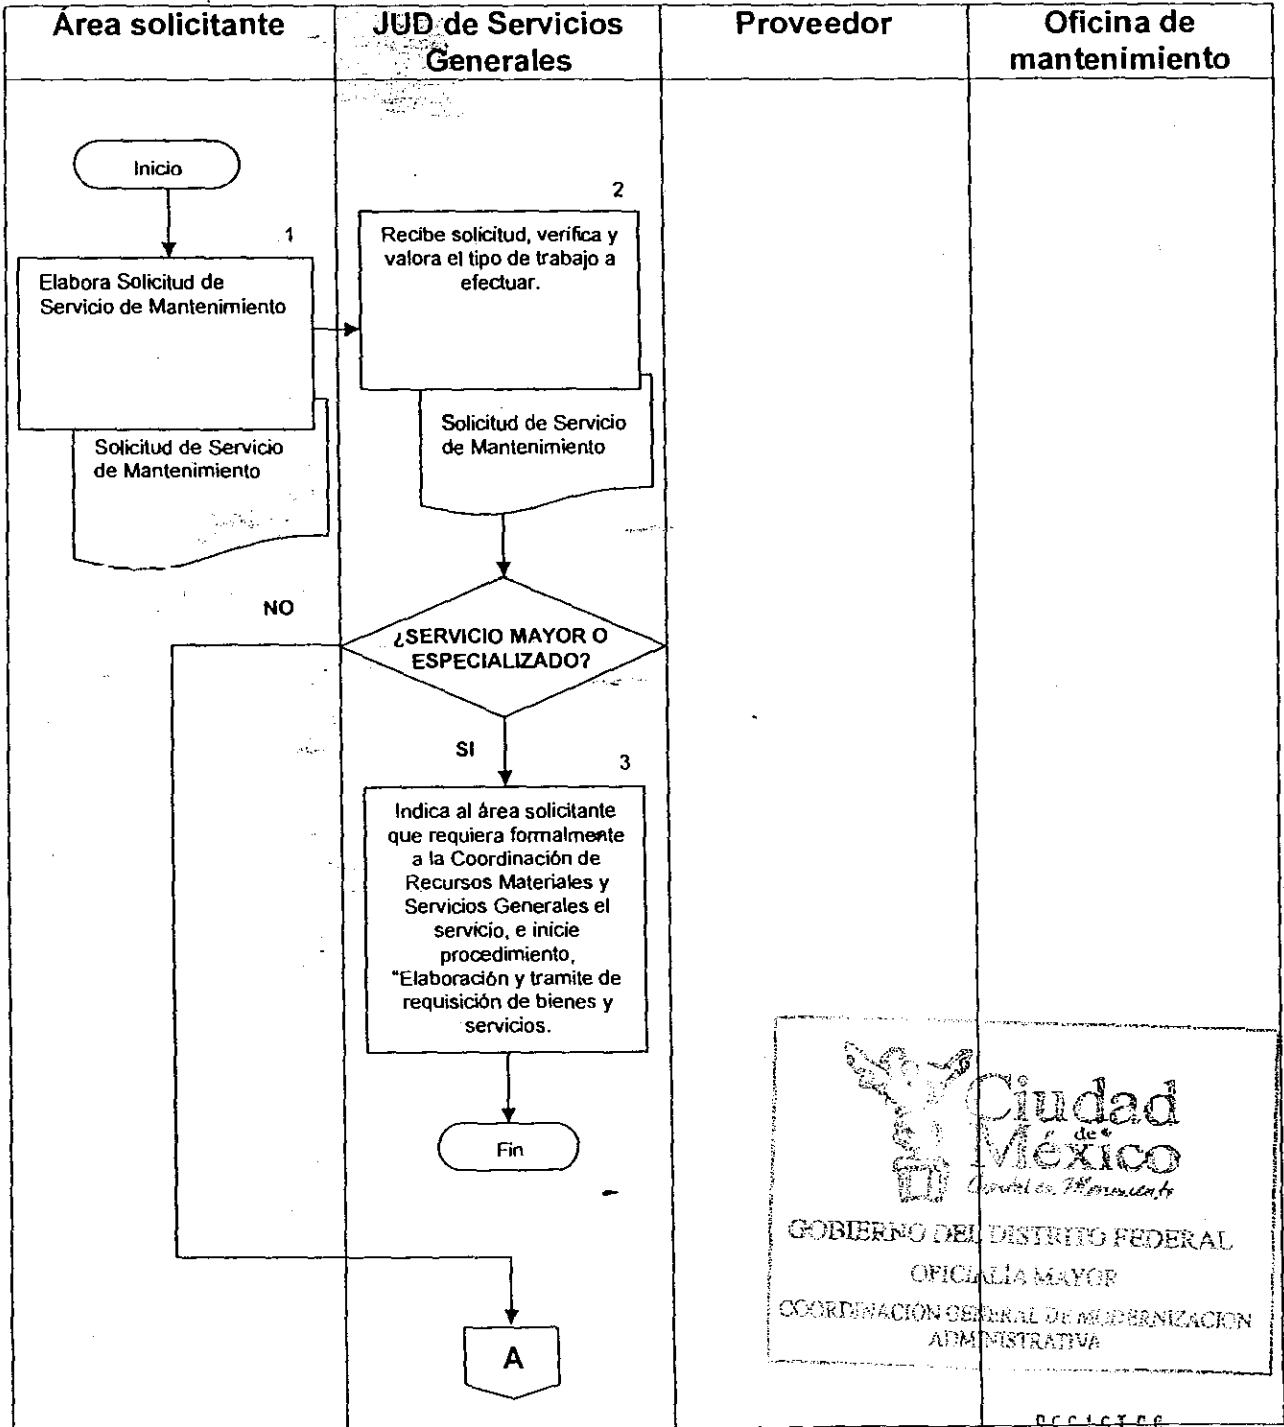 Área solicitante
JUD de Servicios
Generales
Proveedor
Oficina de
mantenimiento
Inicio
1
Elabora Solicitud de
Servicio de Mantenimiento
Solicitud de Servicio
de Mantenimiento
2
Recibe solicitud, verifica y
valora el tipo de trabajo a
efectuar.
Solicitud de Servicio
de Mantenimiento
NO
¿SERVICIO MAYOR O
ESPECIALIZADO?
SI
3
Indica al área solicitante
que requiera formalmente
a la Coordinación de
Recursos Materiales y
Servicios Generales el
servicio, e inicie
procedimiento,
"Elaboración y tramite de
requisición de bienes y
servicios.
Fin
A
Ciudad
de
México
GOBIERNO DEL DISTRITO FEDERAL
OFICIALÍA MAYOR
COORDINACIÓN GENERAL DE MODERNIZACION
ADMINISTRATIVA